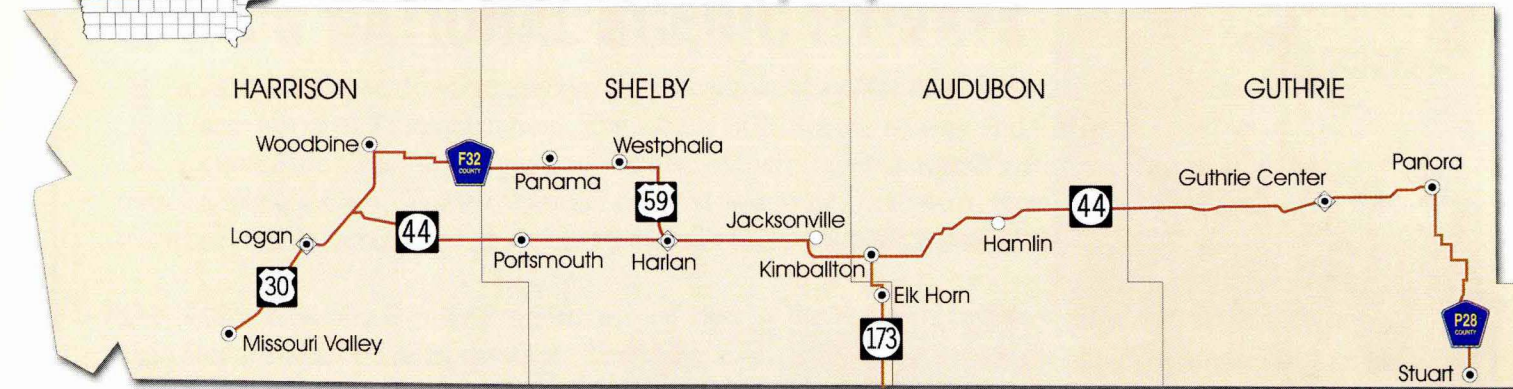 HARRISON
SHELBY
AUDUBON
GUTHRIE
Woodbine
F32
COUNTY
Panama
Westphalia
59
Logan
44
Portsmouth
Harlan
Jacksonville
Kimballton
Hamlin
44
Guthrie Center
Panora
30
Missouri Valley
Elk Horn
173
P28
COUNTY
Stuart